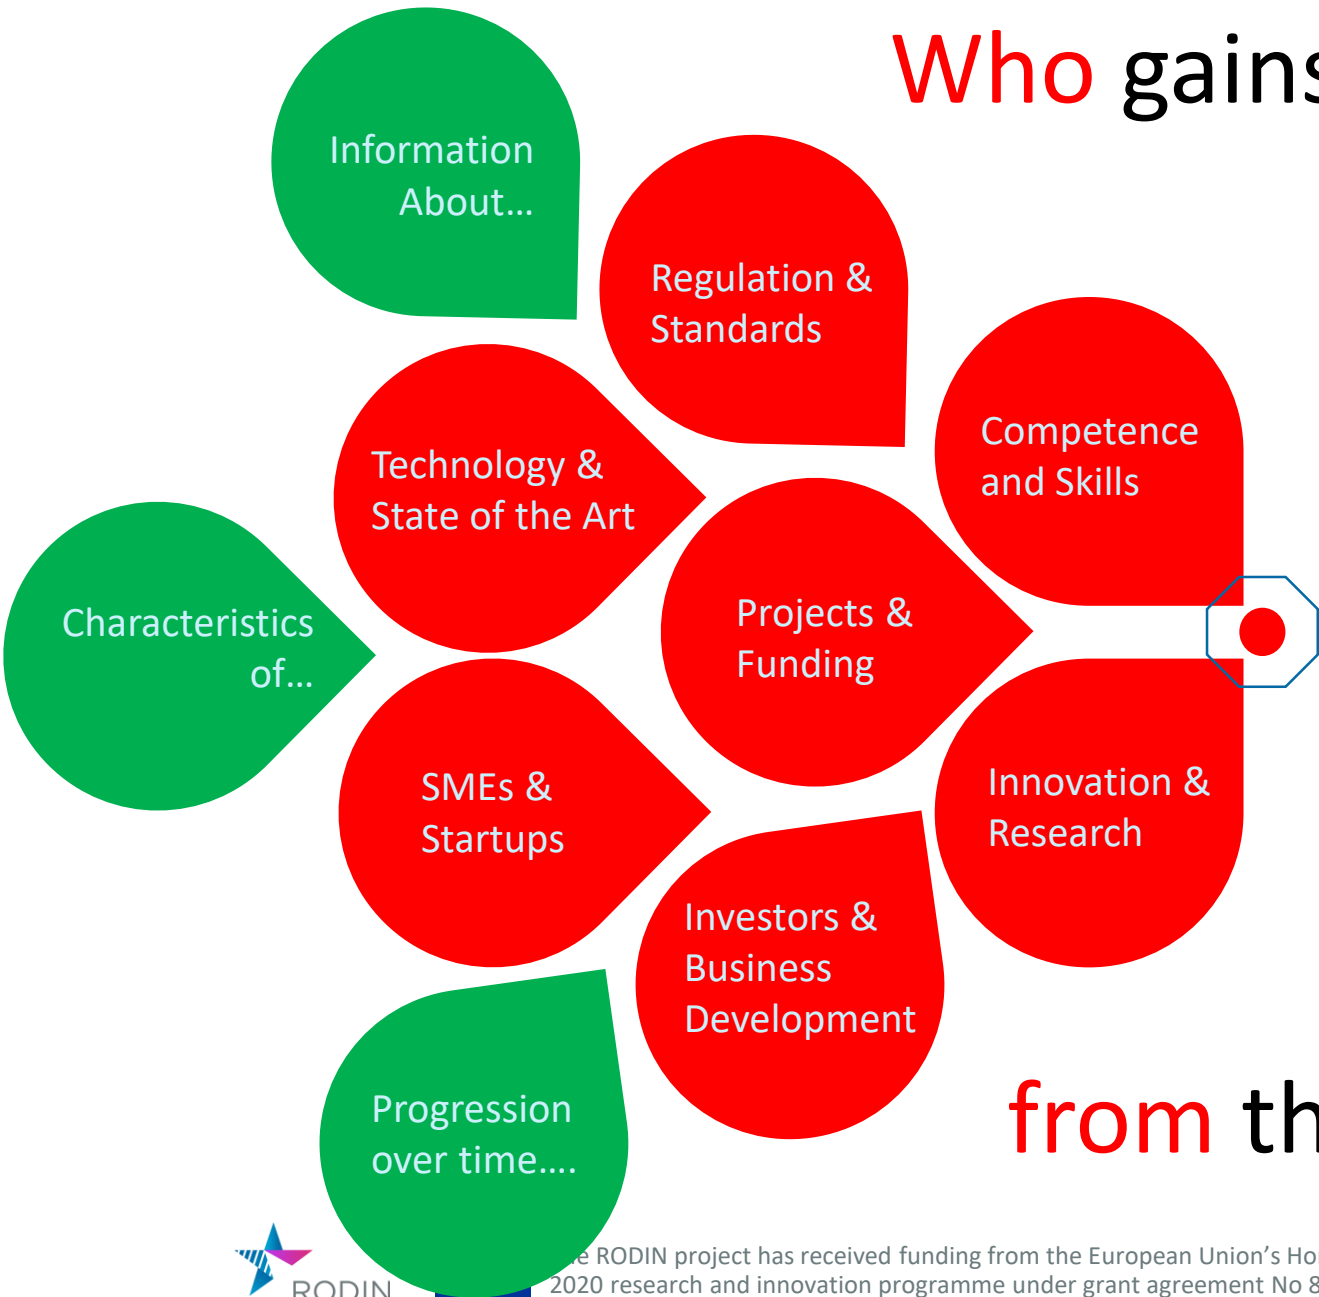 Who gains
Information
About…
Regulation &
Standards
Competence
and Skills
Technology &
State of the Art
Projects &
Funding
Characteristics
of…
SMEs &
Startups
Innovation &
Research
Investors &
Business
Development
Progression
over time….
from th
RODIN
RODIN project has received funding from the European Union’s Hor
2020 research and innovation programme under grant agreement No 8